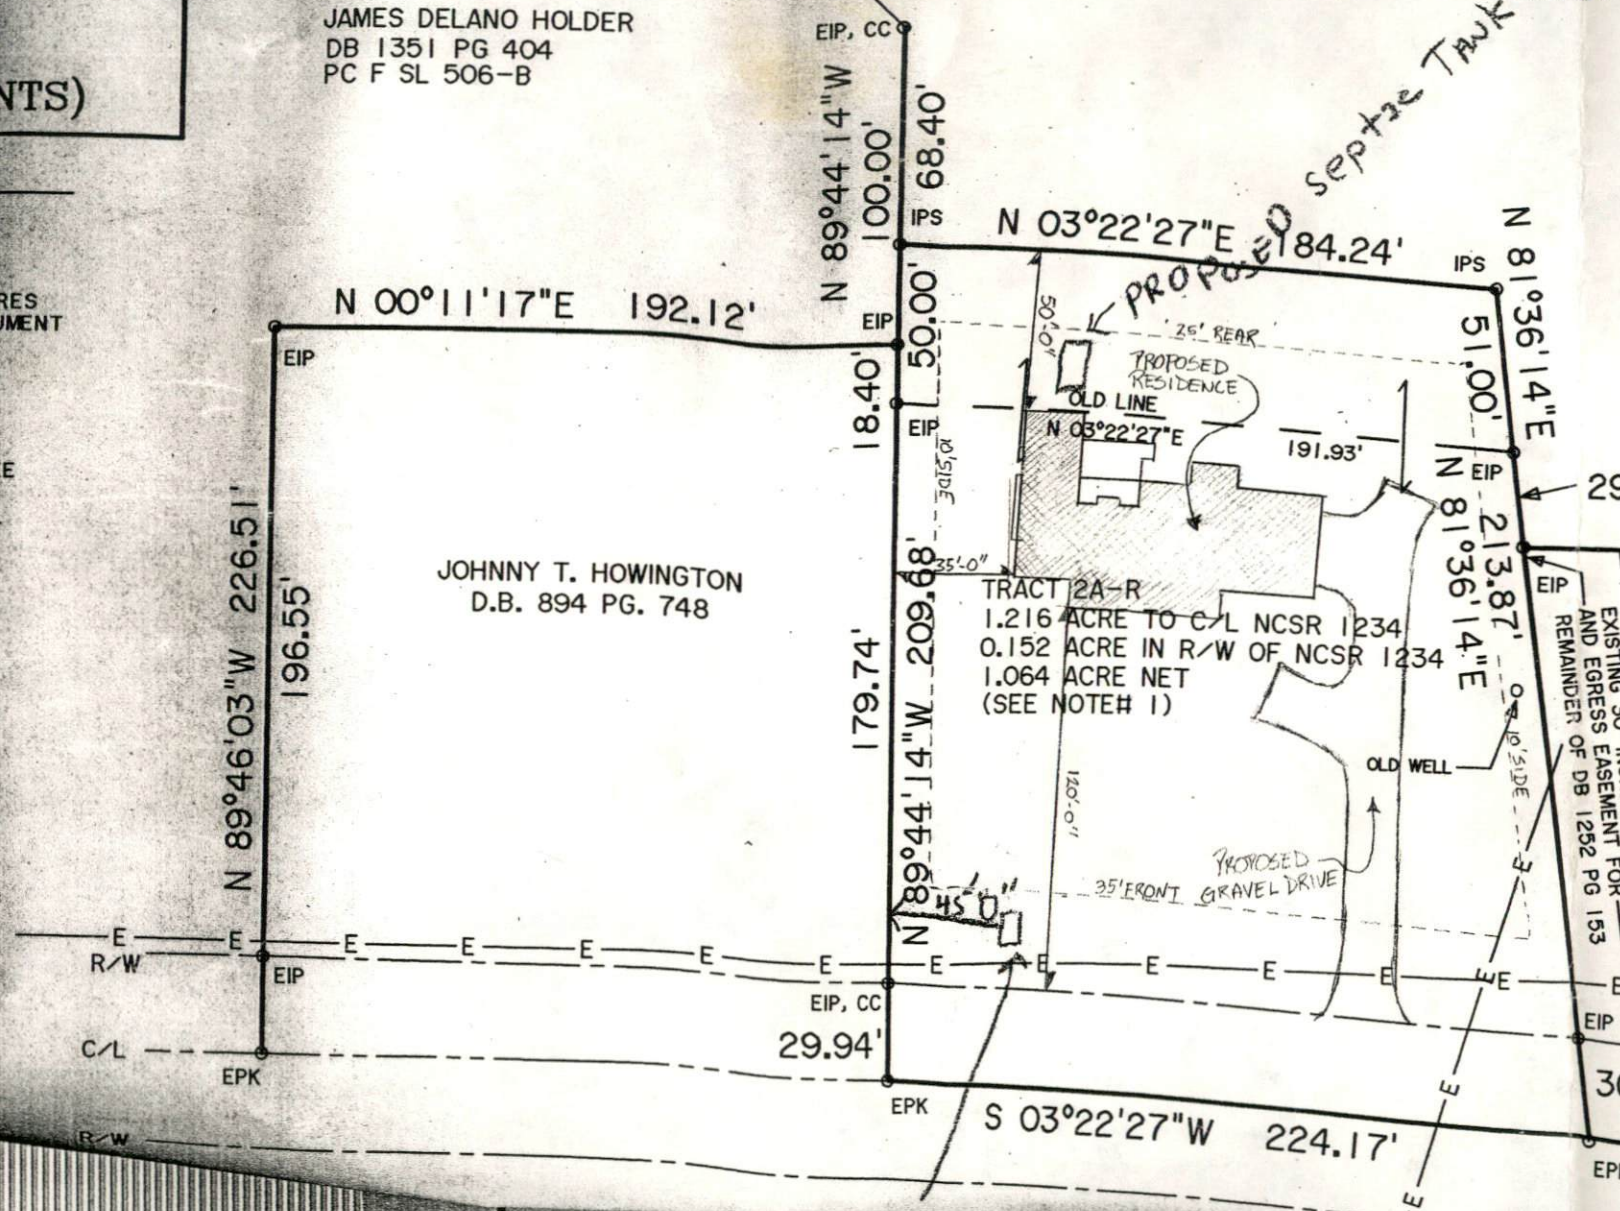 JAMES DELANO HOLDER
DB 1351 PG 404
PC F SL 506-B
NTS)
RES
UMENT
E
EIP, CC
N 89°44'14"W
100.00'
68.40'
IPS
N 03°22'27"E 184.24'
IPS
PROPOSED septic TANK
N 81°36'14"E
51.00'
N 00°11'17"E 192.12'
EIP
EIP
50.00'
18.40'
EIP
50'-0"
25' REAR
PROPOSED
RESIDENCE
OLD LINE
N 03°22'27"E
191.93'
EIP
29
N 81°36'14"E
213.87'
EIP
10' SIDE
35'-0"
N 89°46'03"W 226.51'
196.55'
JOHNNY T. HOWINGTON
D.B. 894 PG. 748
179.74'
N 89°44'14"W 209.68'
TRACT 2A-R
1.216 ACRE TO C/L NCSR 1234
0.152 ACRE IN R/W OF NCSR 1234
1.064 ACRE NET
(SEE NOTE# 1)
OLD WELL
10' SIDE
AND EGRESS EASEMENT FOR
REMAINDER OF DB 1252 PG 153
120'-0"
PROPOSED
GRAVEL DRIVE
35' FRONT
45' 0"
E E E E E E E E E E E E E E
R/W
EIP
EIP, CC
EIP
29.94'
C/L
EPK
EPK
S 03°22'27"W 224.17'
E
E
E
R/W